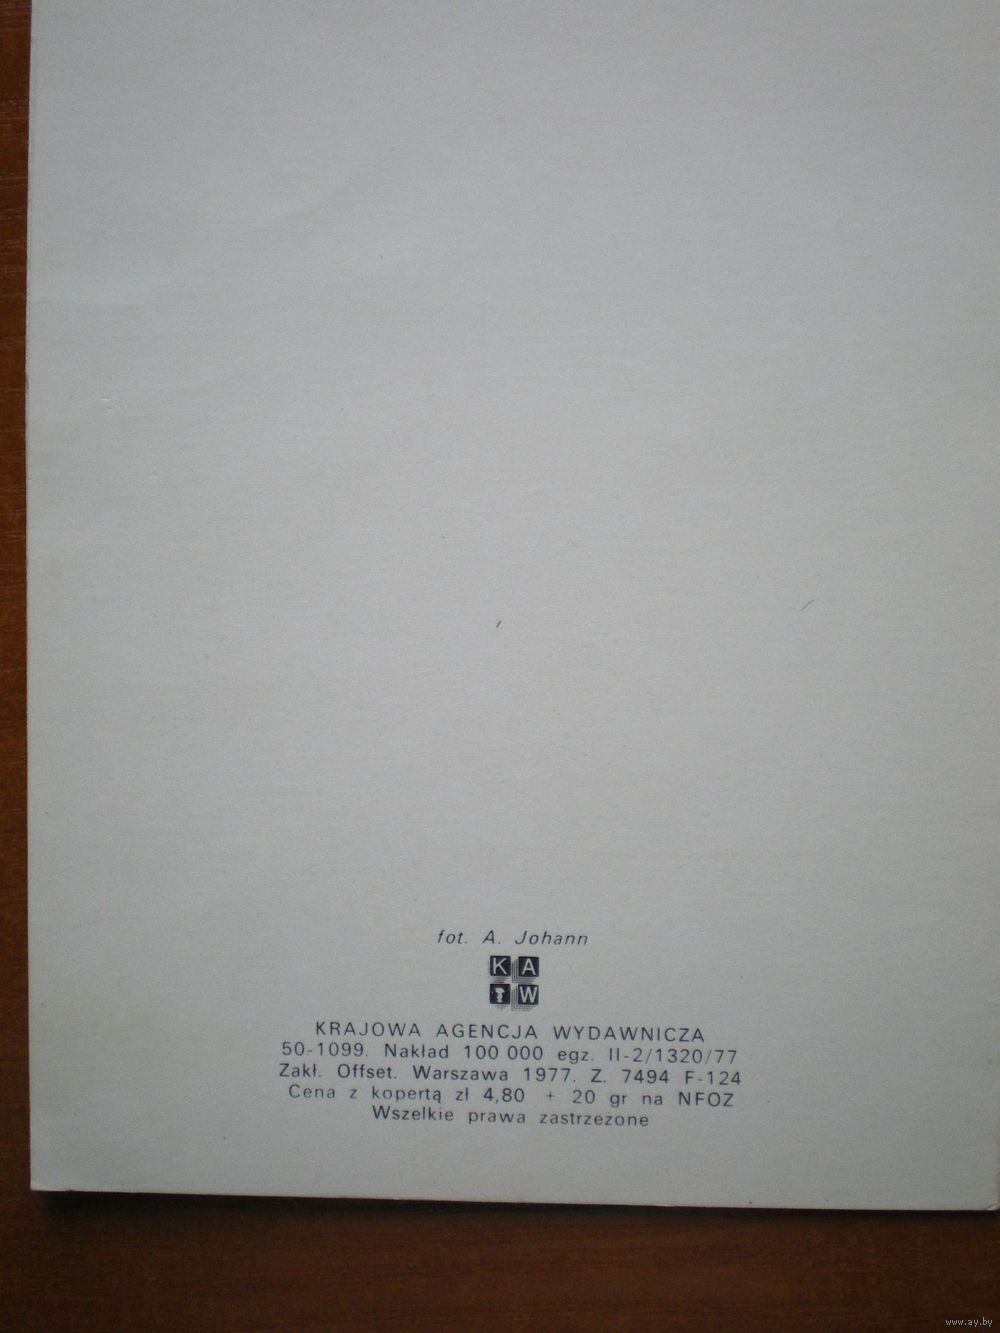 fot. A. Johann
K A
W
KRAJOWA AGENCJA WYDAWNICZA
50-1099. Nakład 100 000 egz. II-2/1320/77
Zakł. Offset. Warszawa 1977. Z. 7494 F-124
Cena z kopertą zł 4,80 + 20 gr na NFOZ
Wszelkie prawa zastrzeżone
www.ay.by